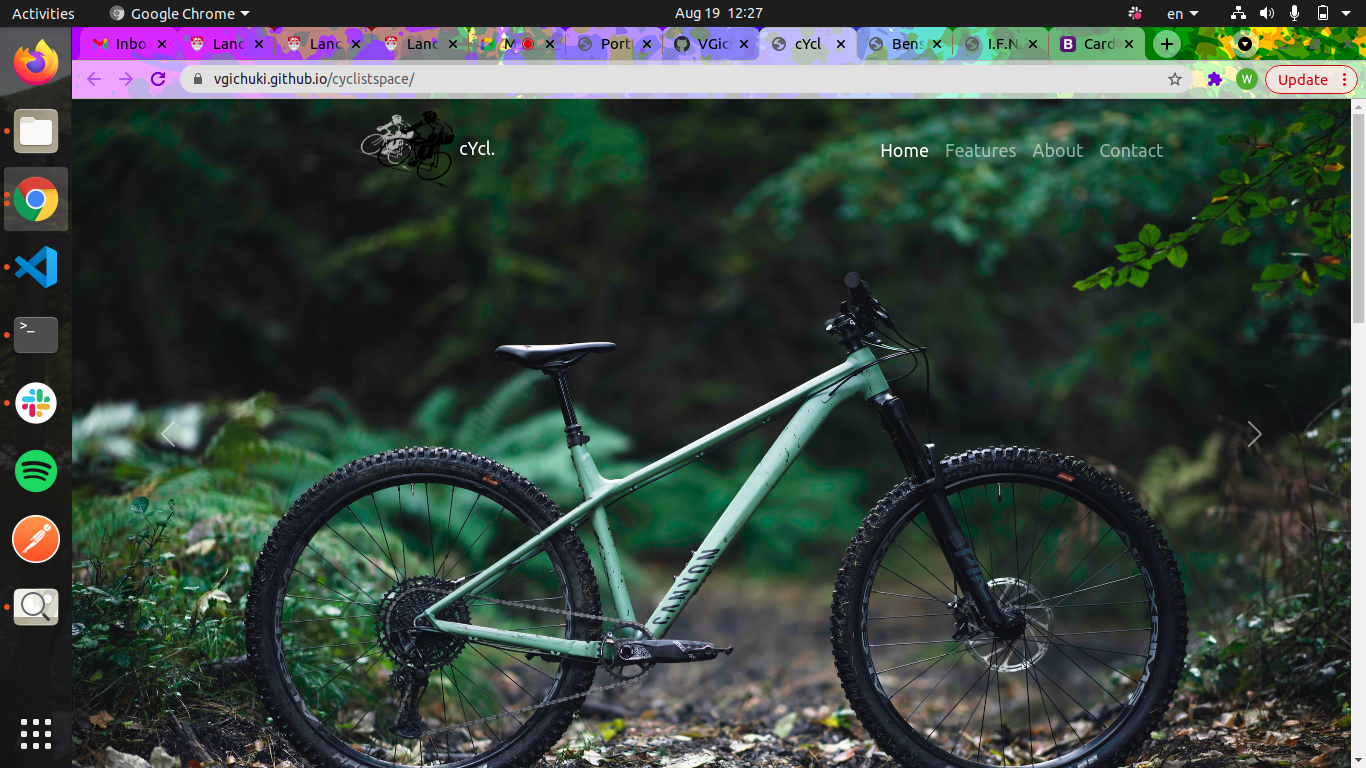 Activities
Google Chrome
Aug 19 12:27
en
Inbo
Lanc
Lanc
Lanc
M
Port
VGich
cYcl
Bens
I.F.N
B
Card
vgichuki.github.io/cyclistspace/
W
Update
cYcl.
Home
Features
About
Contact
>_
CANYON